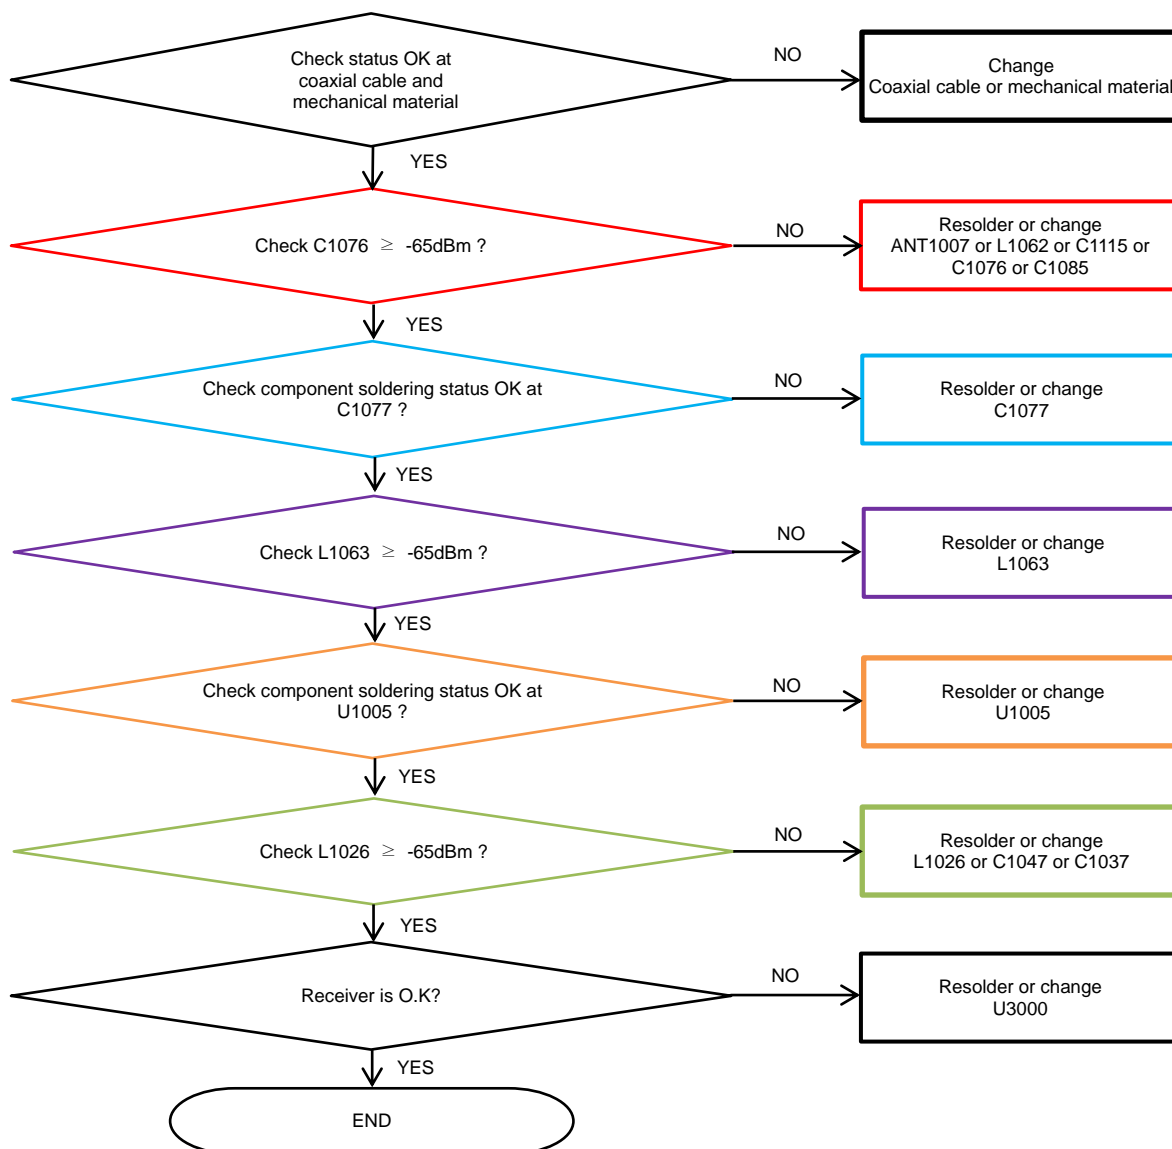 Check status OK at
coaxial cable and
mechanical material
NO
Change
Coaxial cable or mechanical material
YES
Check C1076 ≥ -65dBm ?
NO
Resolder or change
ANT1007 or L1062 or C1115 or
C1076 or C1085
YES
Check component soldering status OK at
C1077 ?
NO
Resolder or change
C1077
YES
Check L1063 ≥ -65dBm ?
NO
Resolder or change
L1063
YES
Check component soldering status OK at
U1005 ?
NO
Resolder or change
U1005
YES
Check L1026 ≥ -65dBm ?
NO
Resolder or change
L1026 or C1047 or C1037
YES
Receiver is O.K?
NO
Resolder or change
U3000
YES
END